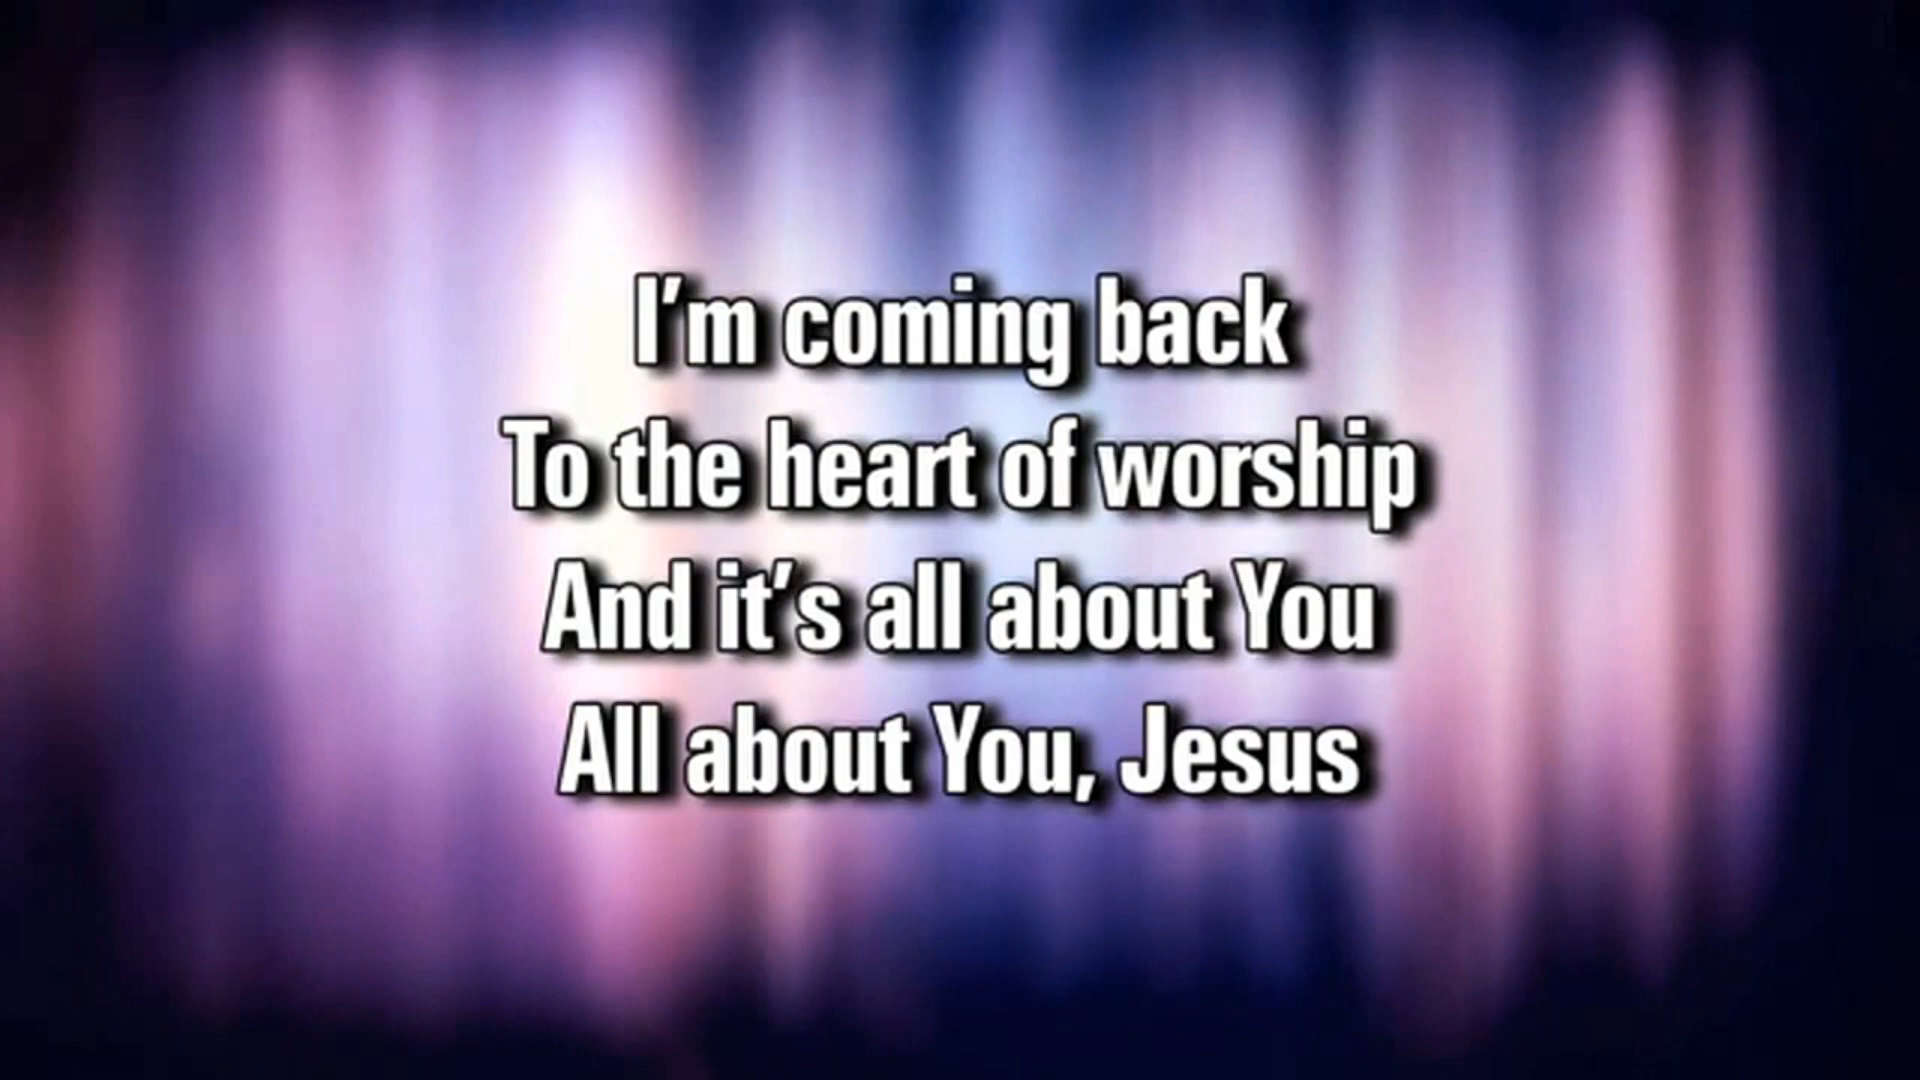 I'm coming back
To the heart of worship
And it's all about You
All about You, Jesus